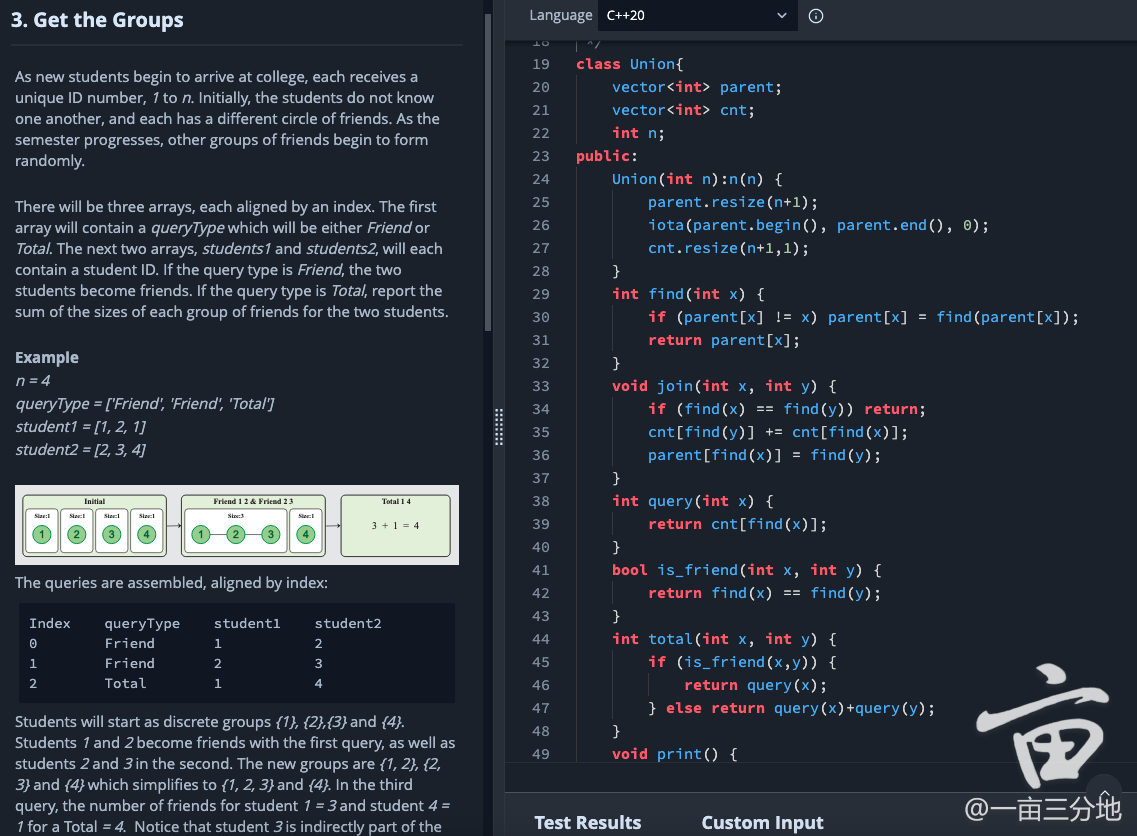 3. Get the Groups
As new students begin to arrive at college, each receives a
unique ID number, 1 to n. Initially, the students do not know
one another, and each has a different circle of friends. As the
semester progresses, other groups of friends begin to form
randomly.
There will be three arrays, each aligned by an index. The first
array will contain a queryType which will be either Friend or
Total. The next two arrays, students1 and students2, will each
contain a student ID. If the query type is Friend, the two
students become friends. If the query type is Total, report the
sum of the sizes of each group of friends for the two students.
Example
n = 4
queryType = ['Friend', 'Friend', 'Total']
student1 = [1, 2, 1]
student2 = [2, 3, 4]
Initial
Size:1 Size:1 Size:1 Size:1
1 2 3 4
Friend 1 2 & Friend 2 3
Size:3 Size:1
1 2 3 4
Total 1 4
3 + 1 = 4
The queries are assembled, aligned by index:
Index queryType student1 student2
0 Friend 1 2
1 Friend 2 3
2 Total 1 4
Students will start as discrete groups {1}, {2},{3} and {4}.
Students 1 and 2 become friends with the first query, as well as
students 2 and 3 in the second. The new groups are {1, 2}, {2,
3} and {4} which simplifies to {1, 2, 3} and {4}. In the third
query, the number of friends for student 1 = 3 and student 4 =
1 for a Total = 4. Notice that student 3 is indirectly part of the
Language C++20
18 */
19 class Union{
20 vector<int> parent;
21 vector<int> cnt;
22 int n;
23 public:
24 Union(int n):n(n) {
25 parent.resize(n+1);
26 iota(parent.begin(), parent.end(), 0);
27 cnt.resize(n+1,1);
28 }
29 int find(int x) {
30 if (parent[x] != x) parent[x] = find(parent[x]);
31 return parent[x];
32 }
33 void join(int x, int y) {
34 if (find(x) == find(y)) return;
35 cnt[find(y)] += cnt[find(x)];
36 parent[find(x)] = find(y);
37 }
38 int query(int x) {
39 return cnt[find(x)];
40 }
41 bool is_friend(int x, int y) {
42 return find(x) == find(y);
43 }
44 int total(int x, int y) {
45 if (is_friend(x,y)) {
46 return query(x);
47 } else return query(x)+query(y);
48 }
49 void print() {
Test Results Custom Input
亩
@一亩三分地